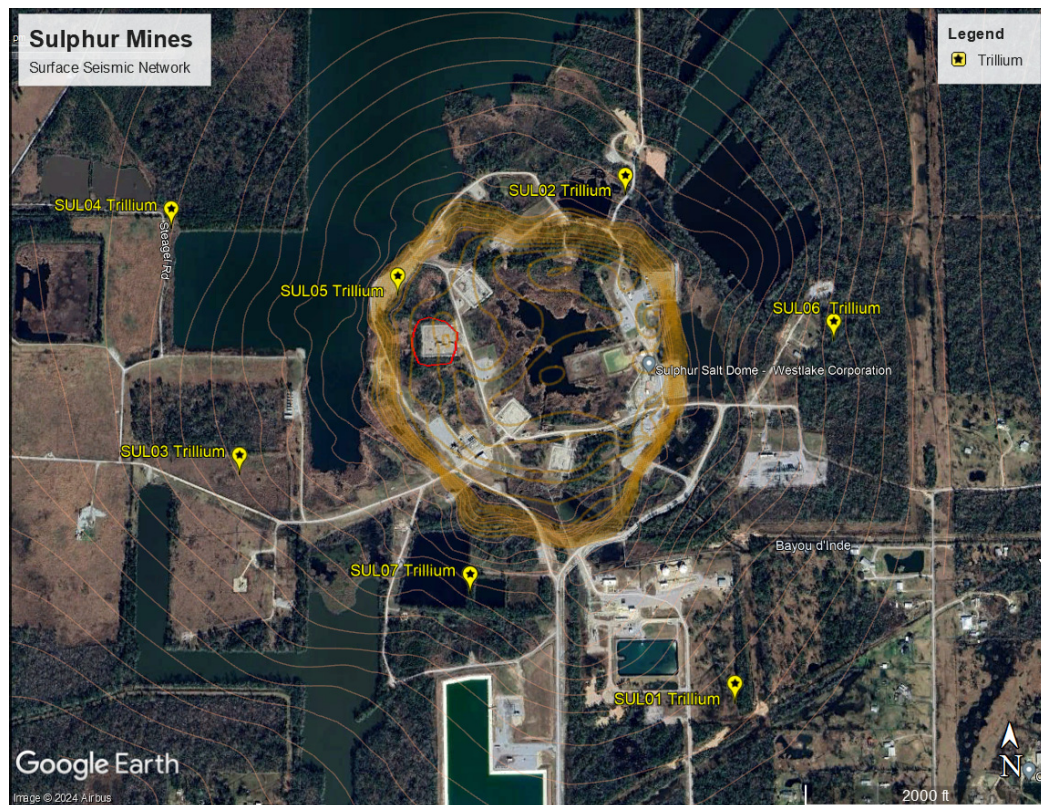 Sulphur Mines
Surface Seismic Network
Legend
Trillium
SUL02 Trillium
SUL04 Trillium
Steagel Rd
SUL05 Trillium
SUL06 Trillium
Sulphur Salt Dome - Westlake Corporation
SUL03 Trillium
Bayou d'Inde
SUL07 Trillium
SUL01 Trillium
N
Google Earth
Image © 2024 Airbus
2000 ft